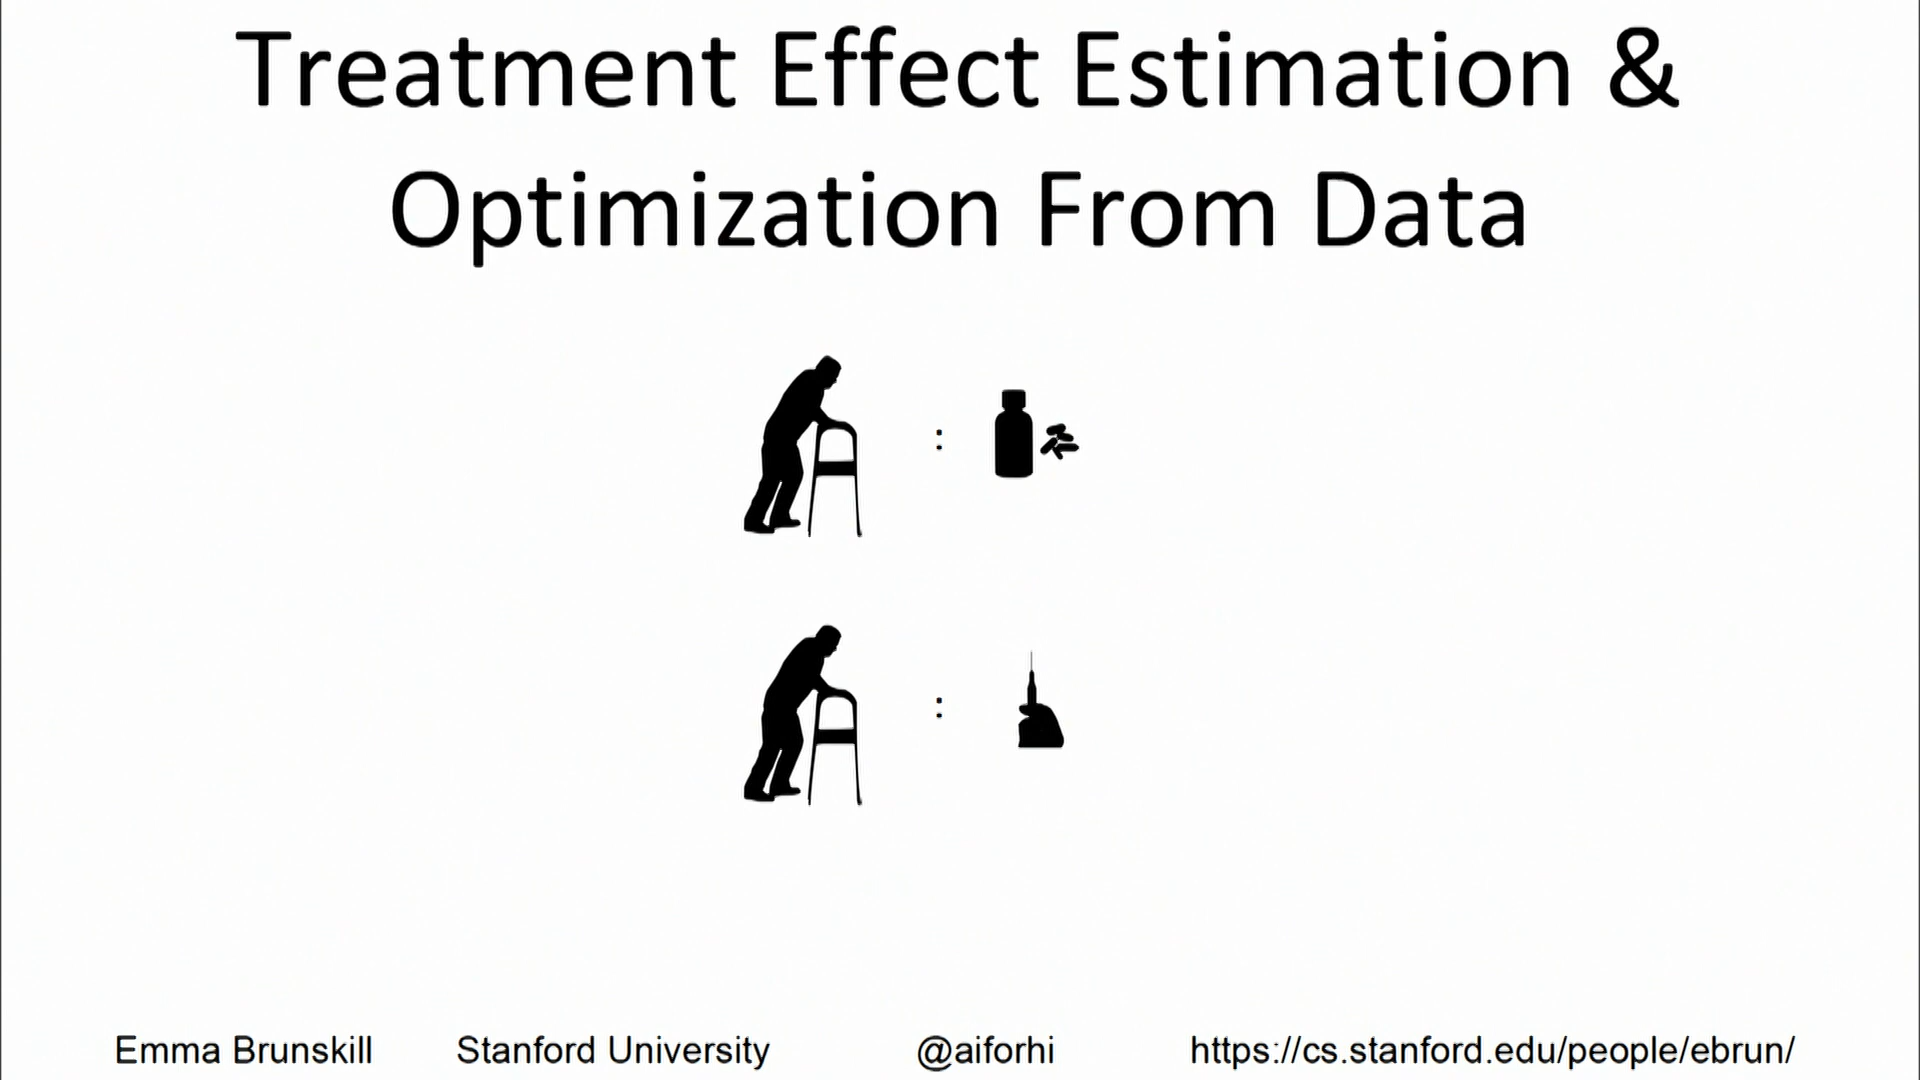 Treatment Effect Estimation &
Optimization From Data
:
:
Emma Brunskill Stanford University @aiforhi https://cs.stanford.edu/people/ebrun/